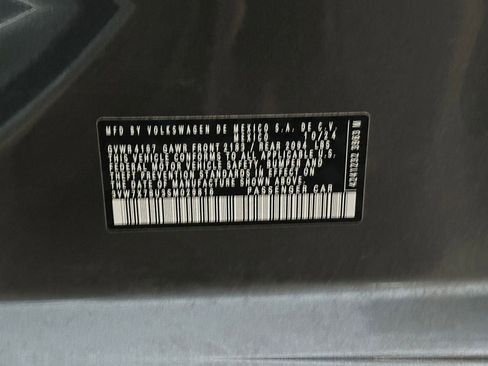 MFD BY VOLKSWAGEN DE MEXICO S.A. DE C.V.
MEXICO 10/24
GVWR 4167 GAWR FRONT 2183 / REAR 2094 LBS
THIS VEHICLE CONFORMS TO ALL APPLICABLE U.S.
FEDERAL MOTOR VEHICLE SAFETY, BUMPER, AND
THEFT PREVENTION STANDARDS IN EFFECT ON
THE DATE OF MANUFACTURE SHOWN ABOVE.
PASSENGER CAR